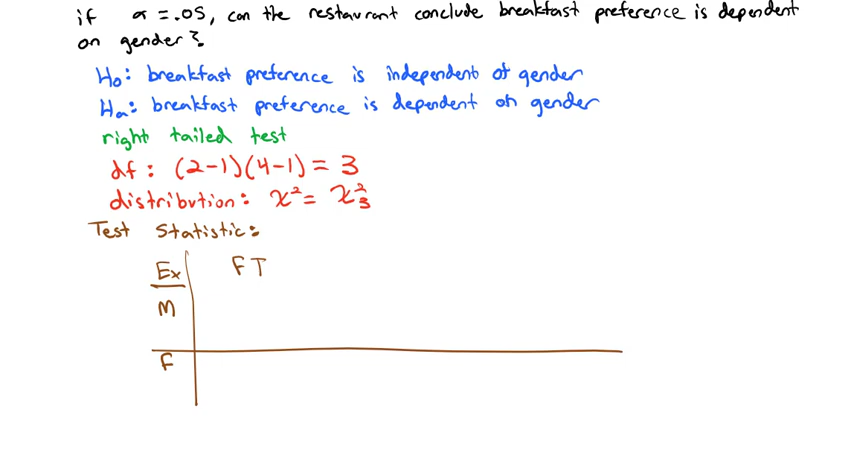 if α = .05, can the restaurant conclude breakfast preference is dependent
on gender?
H₀: breakfast preference is independent of gender
Hₐ: breakfast preference is dependent on gender
right tailed test
df: (2-1)(4-1) = 3
distribution: χ² = χ²₃
Test Statistic:
Ex FT
M
F